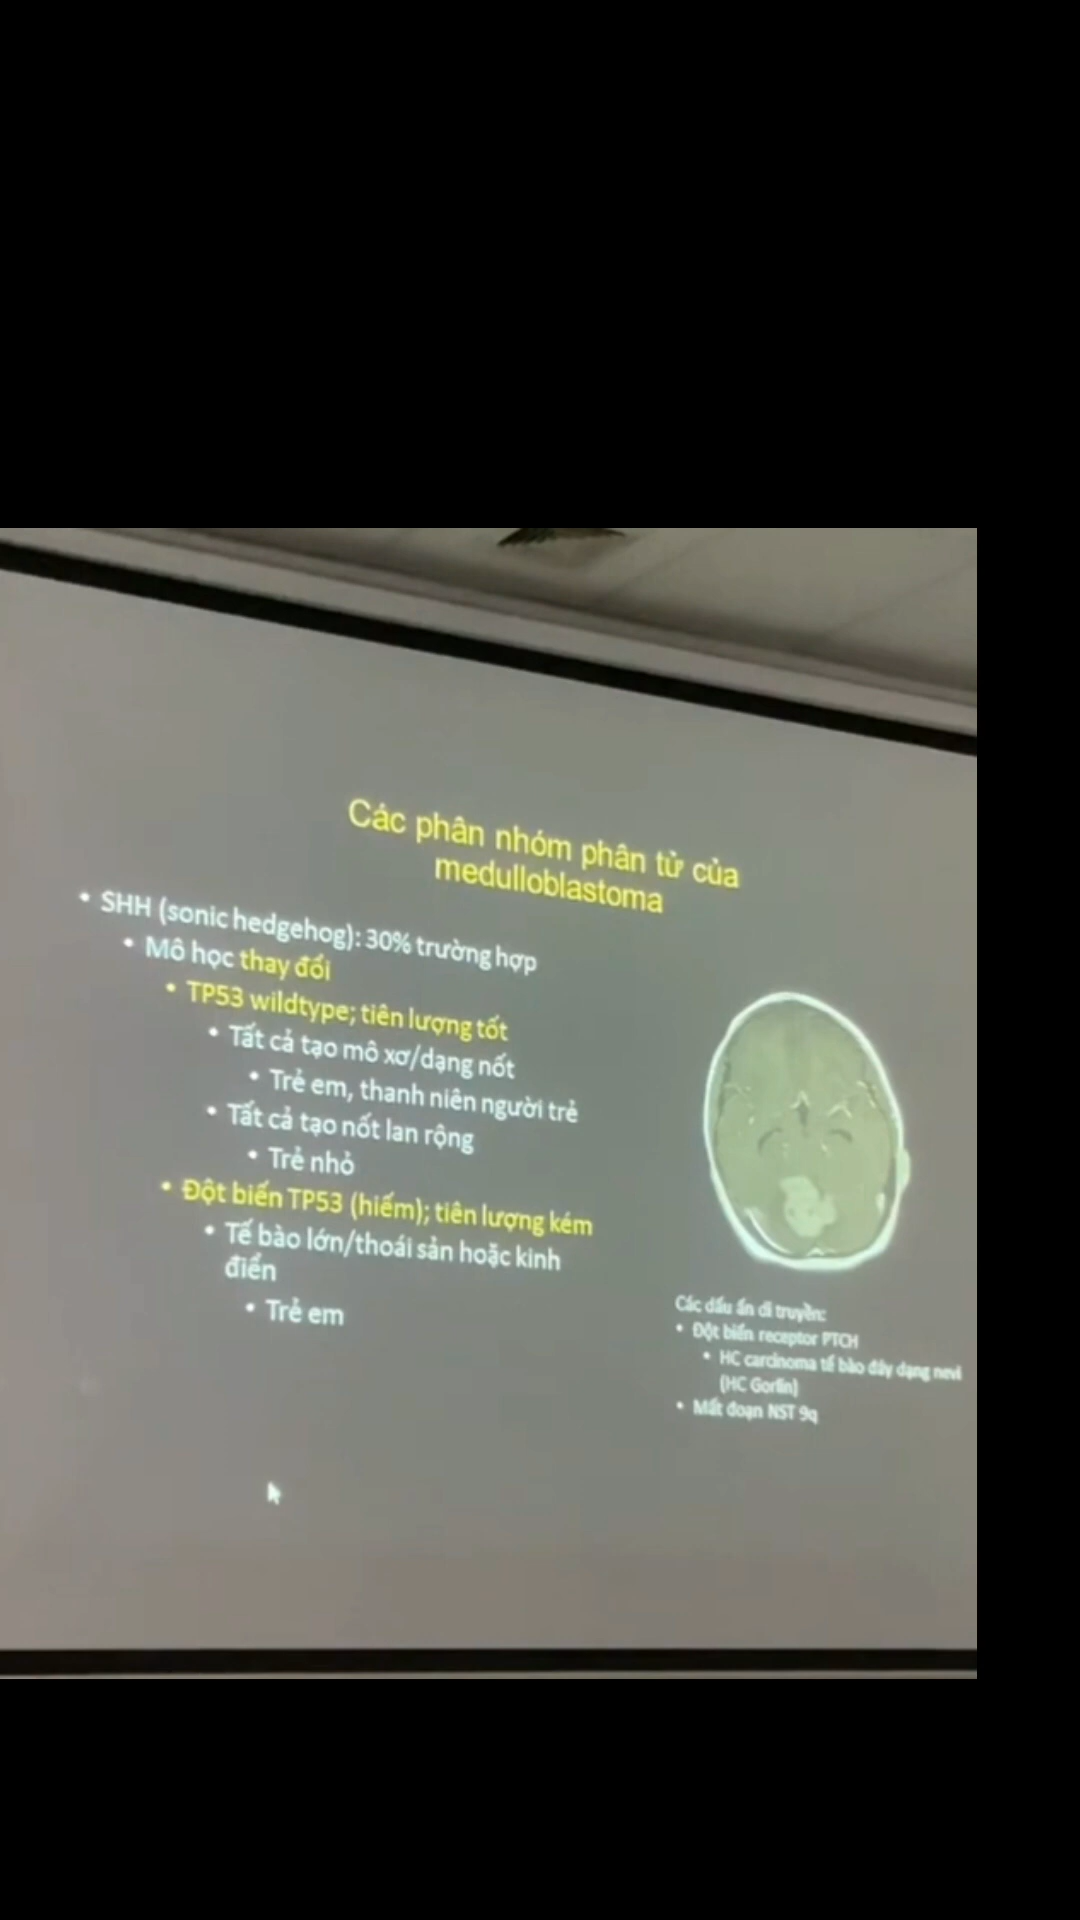 Các phân nhóm phân tử của
medulloblastoma
• SHH (sonic hedgehog): 30% trường hợp
• Mô học thay đổi
• TP53 wildtype; tiên lượng tốt
• Tất cả tạo mô xơ/dạng nốt
• Trẻ em, thanh niên người trẻ
• Tất cả tạo nốt lan rộng
• Trẻ nhỏ
• Đột biến TP53 (hiếm); tiên lượng kém
• Tế bào lớn/thoái sản hoặc kinh
điển
• Trẻ em
Các dấu ấn di truyền:
• Đột biến receptor PTCH
• HC carcinoma tế bào đáy dạng nevi
(HC Gorlin)
• Mất đoạn NST 9q